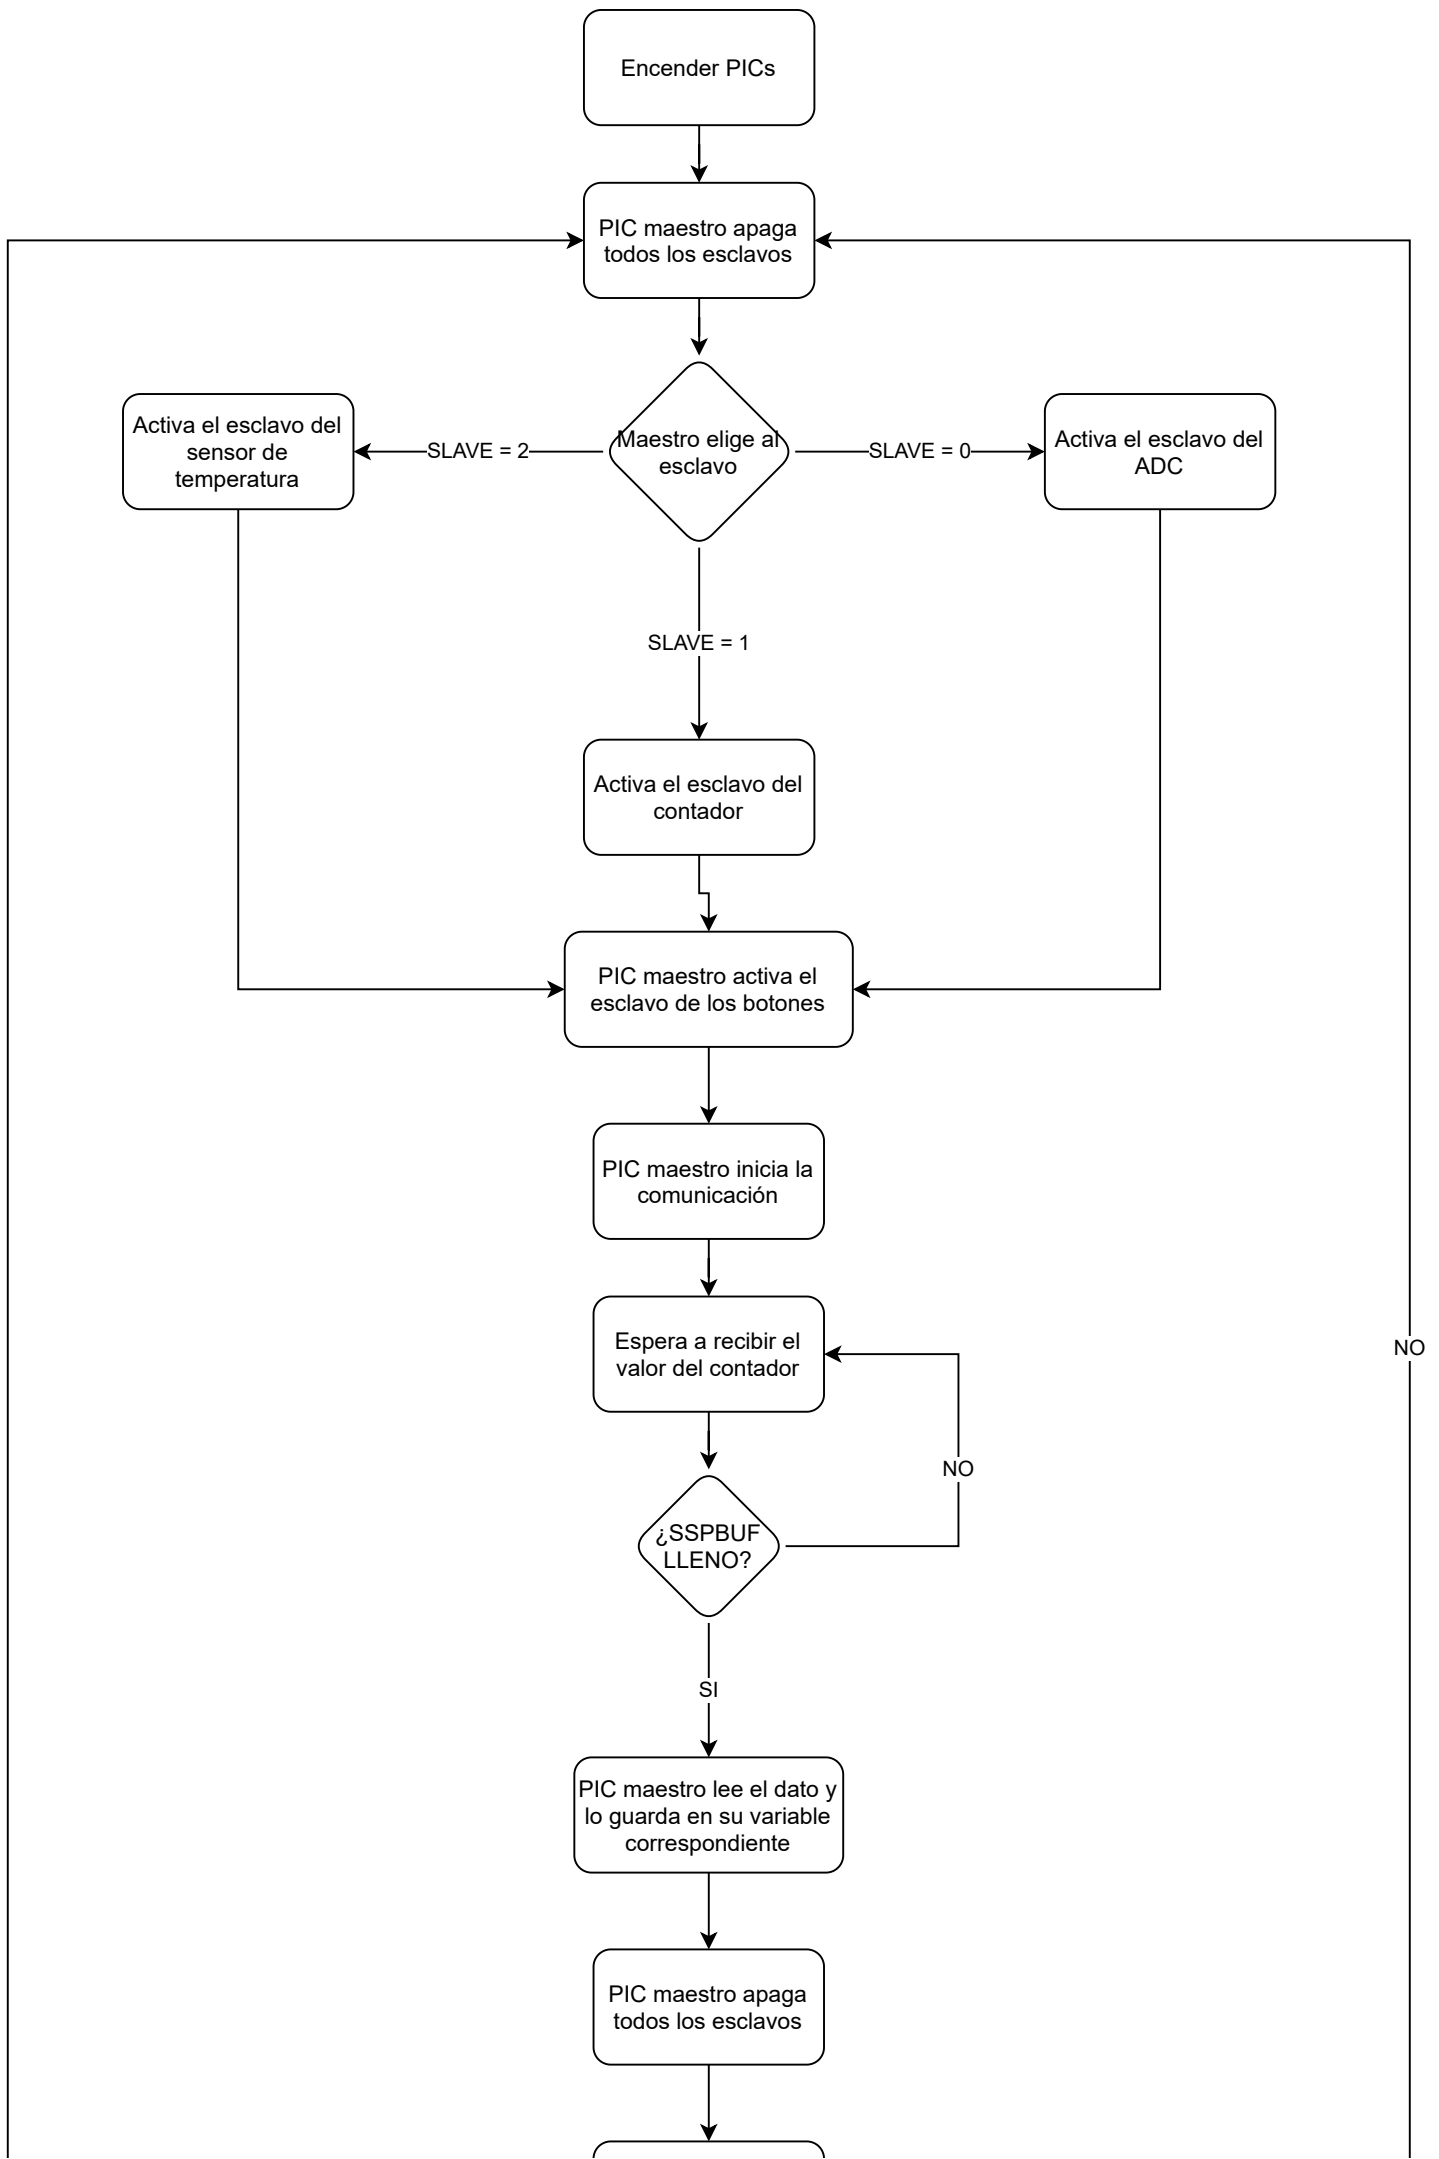 Encender PICs
PIC maestro apaga
todos los esclavos
Activa el esclavo del
sensor de
temperatura
SLAVE = 2
Maestro elige al
esclavo
SLAVE = 0
Activa el esclavo del
ADC
SLAVE = 1
Activa el esclavo del
contador
PIC maestro activa el
esclavo de los botones
PIC maestro inicia la
comunicación
Espera a recibir el
valor del contador
NO
NO
¿SSPBUF
LLENO?
SI
PIC maestro lee el dato y
lo guarda en su variable
correspondiente
PIC maestro apaga
todos los esclavos